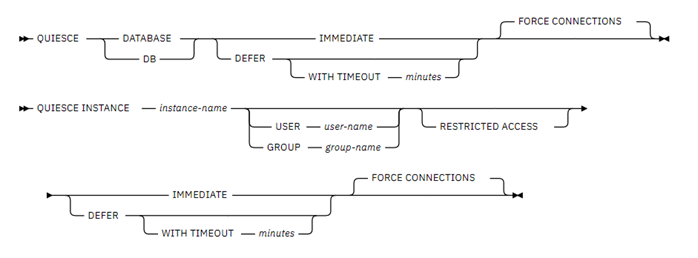 FORCE CONNECTIONS
QUIESCE DATABASE IMMEDIATE
DB DEFER
WITH TIMEOUT minutes
QUIESCE INSTANCE instance-name
USER user-name RESTRICTED ACCESS
GROUP group-name
FORCE CONNECTIONS
IMMEDIATE
DEFER
WITH TIMEOUT minutes